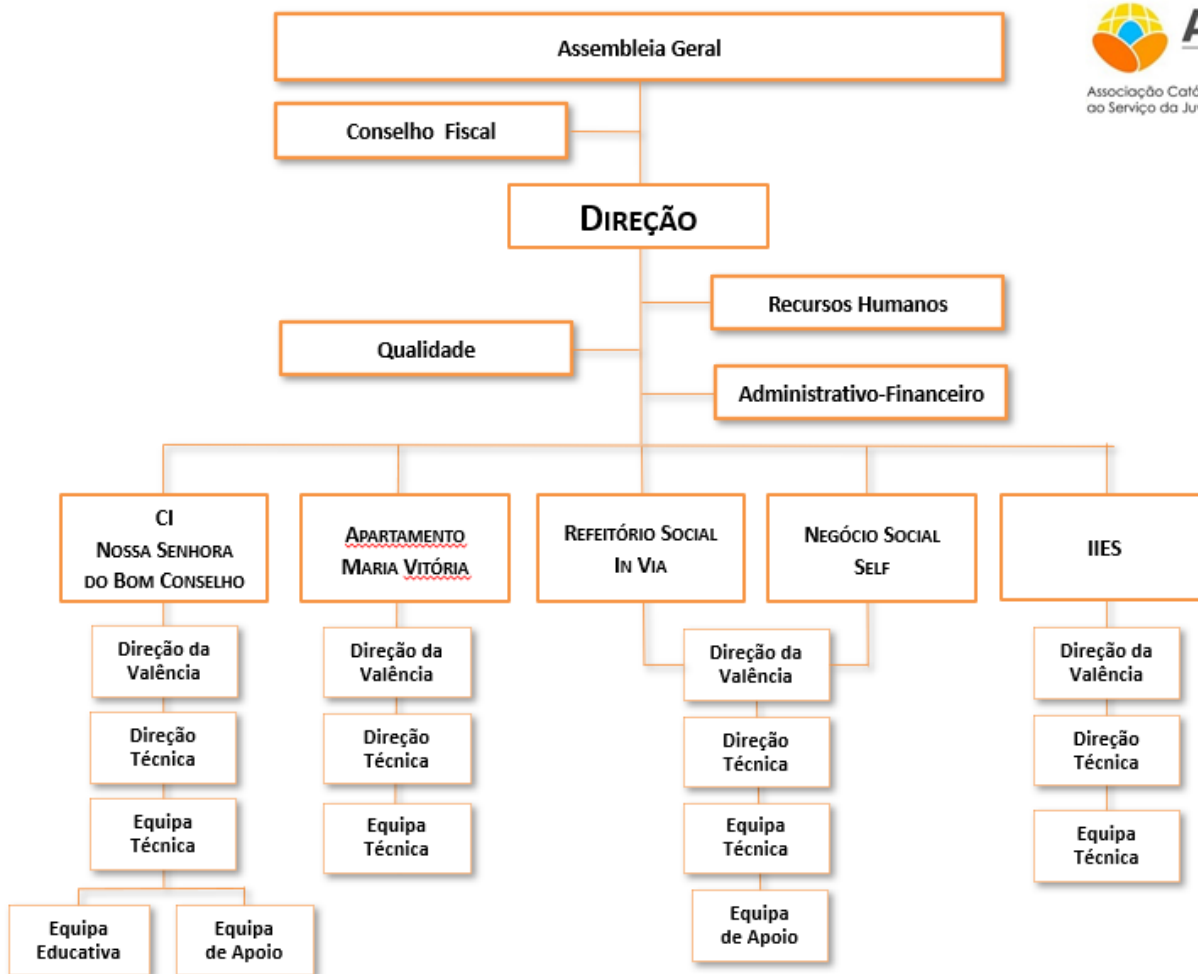 Assembleia Geral
Associação
ao Serviço da
Conselho Fiscal
DIREÇÃO
Recursos Humanos
Qualidade
Administrativo-Financeiro
CI
NOSSA SENHORA
DO BOM CONSELHO
APARTAMENTO
MARIA VITÓRIA
REFEITÓRIO SOCIAL
IN VIA
NEGÓCIO SOCIAL
SELF
IIES
Direção da
Valência
Direção
Técnica
Equipa
Técnica
Equipa
Educativa
Equipa
de Apoio
Direção da
Valência
Direção
Técnica
Equipa
Técnica
Direção da
Valência
Direção
Técnica
Equipa
Técnica
Equipa
de Apoio
Direção da
Valência
Direção
Técnica
Equipa
Técnica